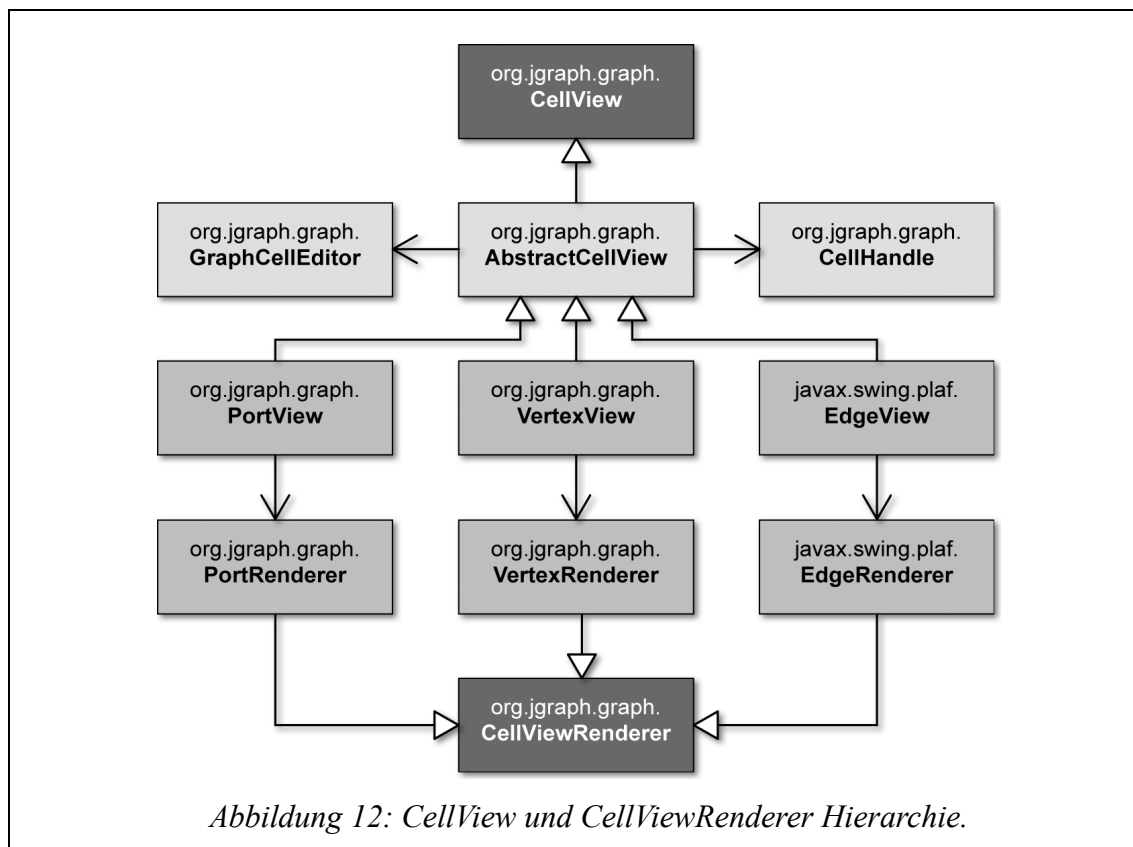 org.jgraph.graph.
CellView
org.jgraph.graph.
GraphCellEditor
org.jgraph.graph.
AbstractCellView
org.jgraph.graph.
CellHandle
org.jgraph.graph.
PortView
org.jgraph.graph.
VertexView
javax.swing.plaf.
EdgeView
org.jgraph.graph.
PortRenderer
org.jgraph.graph.
VertexRenderer
javax.swing.plaf.
EdgeRenderer
org.jgraph.graph.
CellViewRenderer
Abbildung 12: CellView und CellViewRenderer Hierarchie.